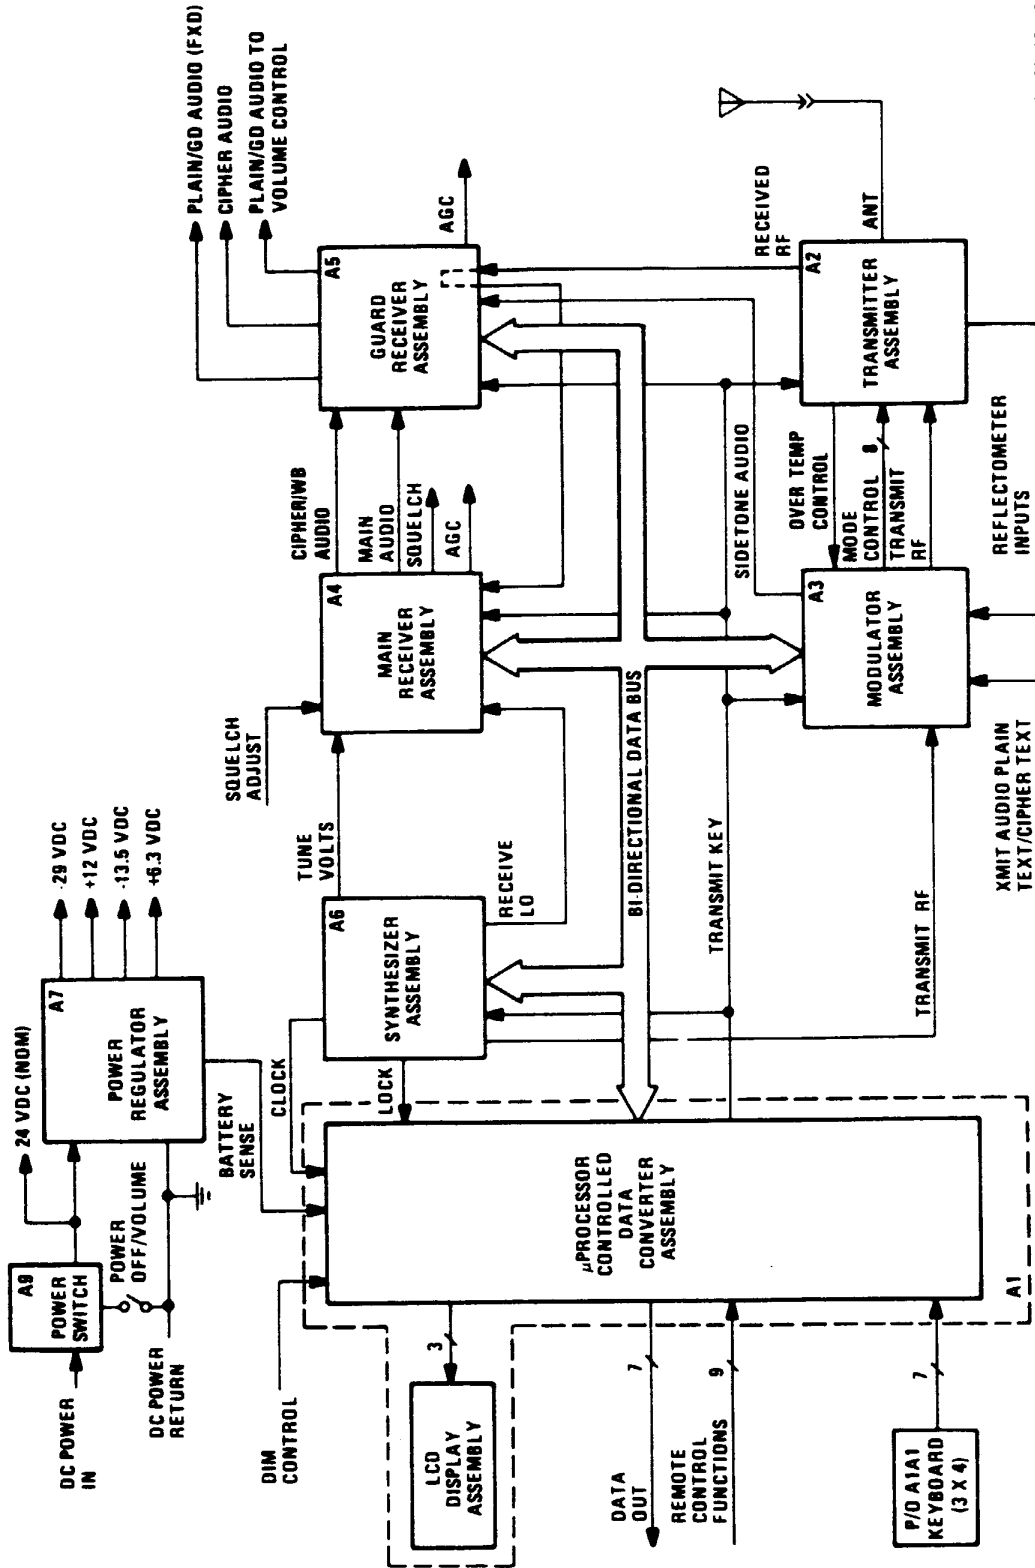 DC POWER
IN
A9
POWER
SWITCH
24 VDC (NOM)
POWER
OFF/VOLUME
DC POWER
RETURN
A7
POWER
REGULATOR
ASSEMBLY
-29 VDC
+12 VDC
-13.5 VDC
+6.3 VDC
BATTERY
SENSE
DIM
CONTROL
CLOCK
LOCK
LCD
DISPLAY
ASSEMBLY
3
DATA
OUT
7
REMOTE
CONTROL
FUNCTIONS
9
P/O A1A1
KEYBOARD
(3 X 4)
7
µPROCESSOR
CONTROLLED
DATA
CONVERTER
ASSEMBLY
A1
A6
SYNTHESIZER
ASSEMBLY
TUNE
VOLTS
RECEIVE
LO
SQUELCH
ADJUST
A4
MAIN
RECEIVER
ASSEMBLY
CIPHER/WB
AUDIO
MAIN
AUDIO
SQUELCH
AGC
A5
GUARD
RECEIVER
ASSEMBLY
PLAIN/GD AUDIO (FXD)
CIPHER AUDIO
PLAIN/GD AUDIO TO
VOLUME CONTROL
AGC
BI-DIRECTIONAL DATA BUS
TRANSMIT KEY
SIDETONE AUDIO
RECEIVED
RF
TRANSMIT RF
A3
MODULATOR
ASSEMBLY
OVER TEMP
CONTROL
MODE
CONTROL
8
TRANSMIT
RF
A2
TRANSMITTER
ASSEMBLY
ANT
XMIT AUDIO PLAIN
TEXT/CIPHER TEXT
REFLECTOMETER
INPUTS